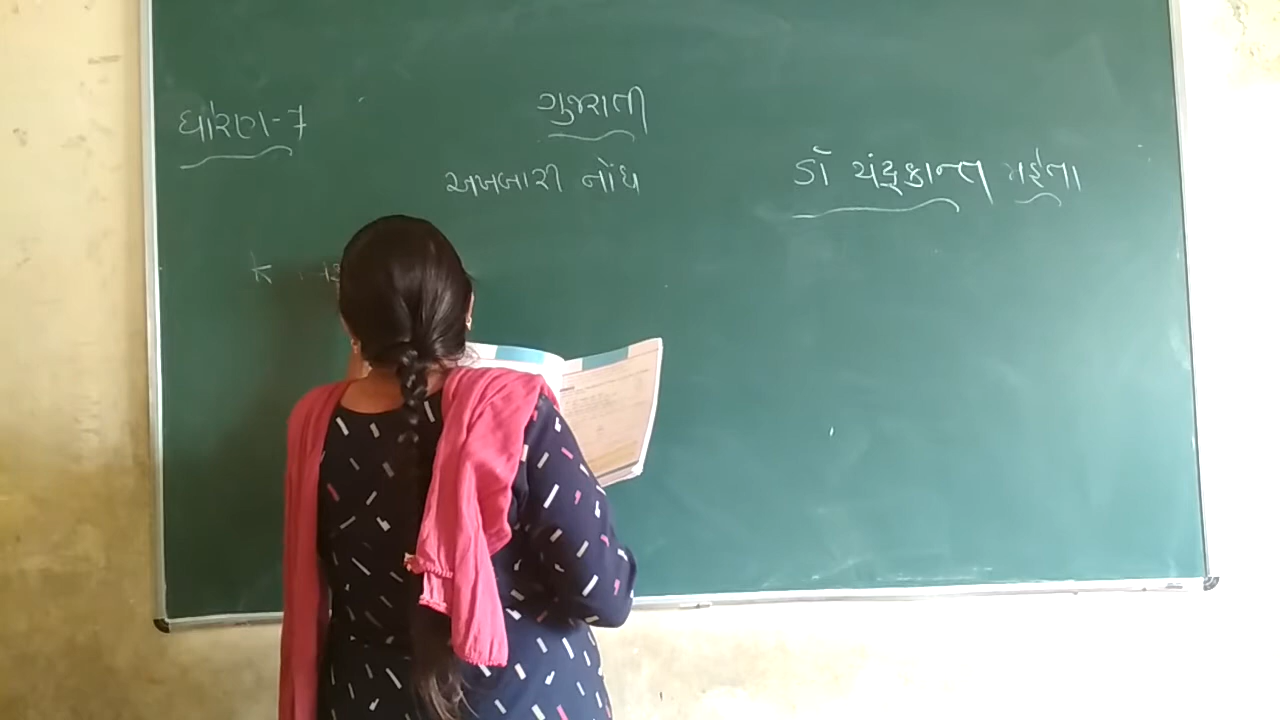 ધોરણ-7
ગુજરાતી
અખબારી નોંધ
ડૉ ચંદ્રકાન્ત મહેતા